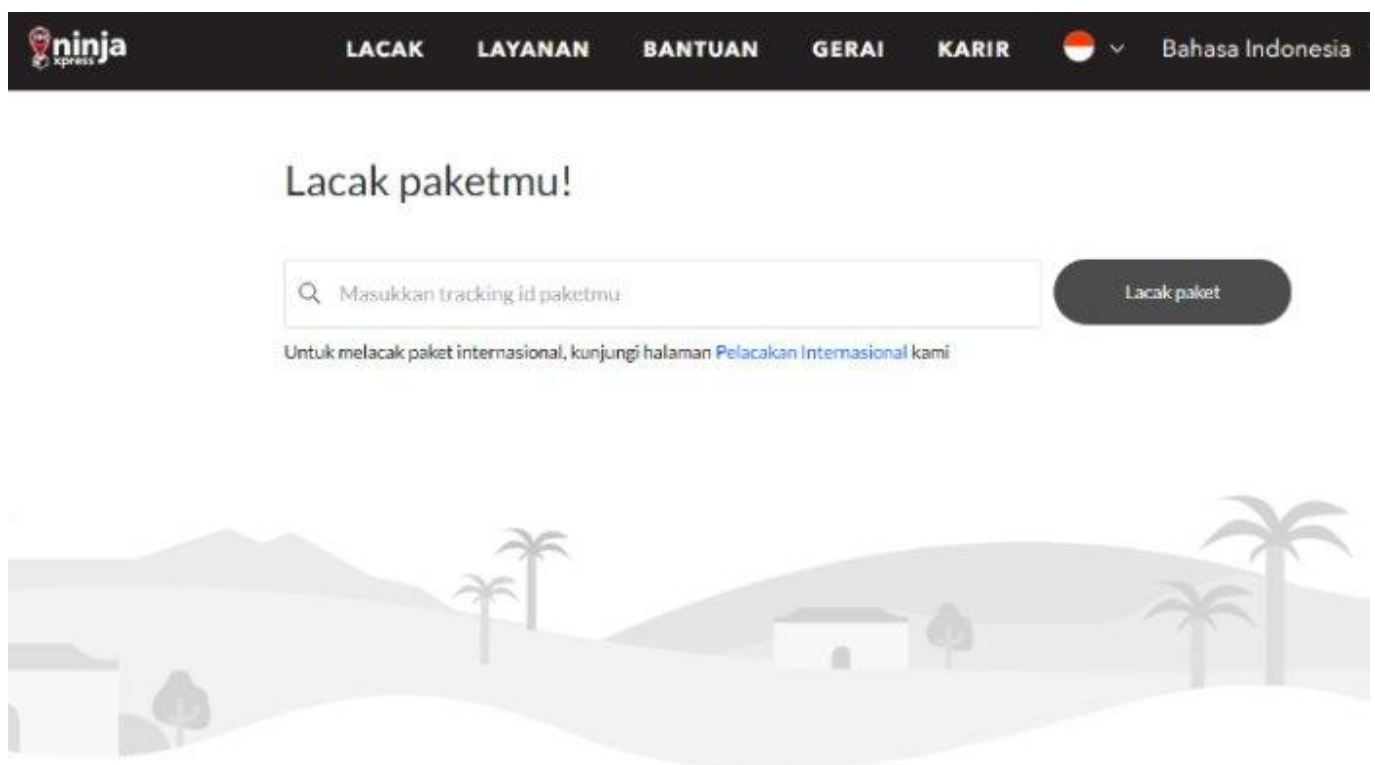 ninja
xpress
LACAK LAYANAN BANTUAN GERAI KARIR Bahasa Indonesia
Lacak paketmu!
Masukkan tracking id paketmu
Lacak paket
Untuk melacak paket internasional, kunjungi halaman Pelacakan Internasional kami